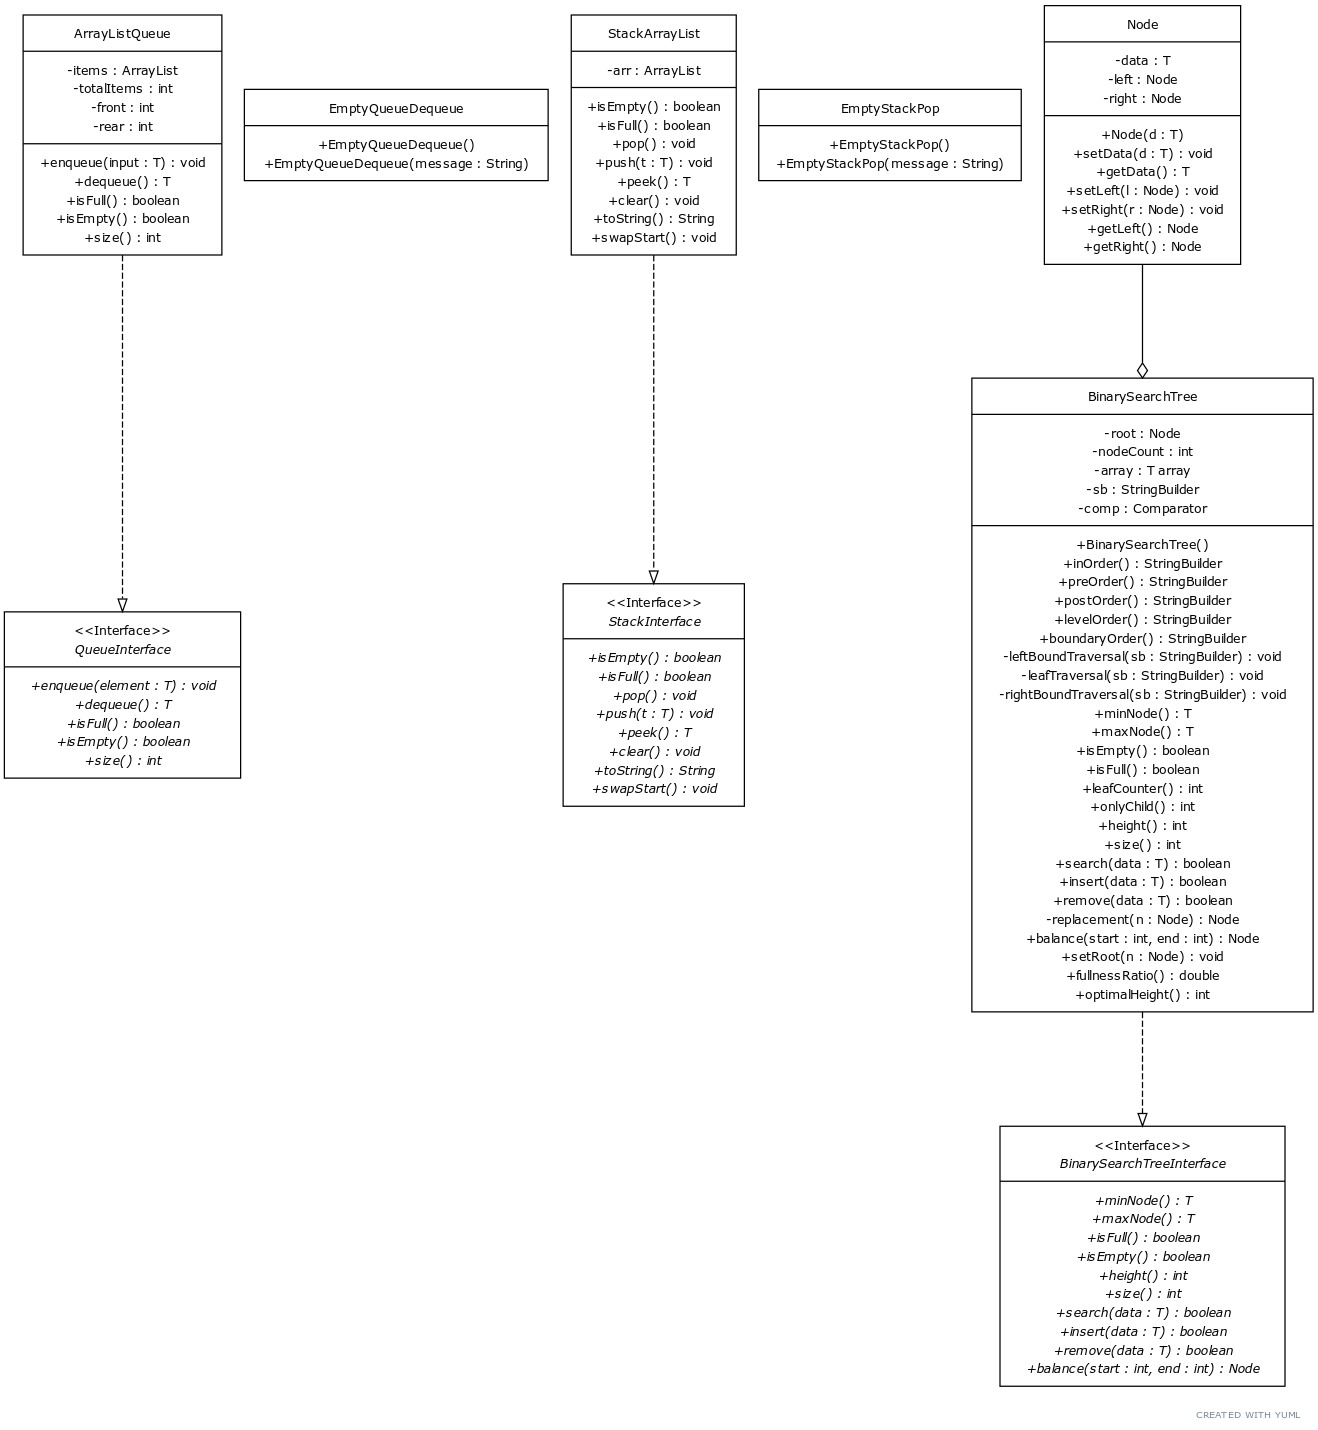 ArrayListQueue
-items : ArrayList
-totalItems : int
-front : int
-rear : int
+enqueue(input : T) : void
+dequeue() : T
+isFull() : boolean
+isEmpty() : boolean
+size() : int
EmptyQueueDequeue
+EmptyQueueDequeue()
+EmptyQueueDequeue(message : String)
StackArrayList
-arr : ArrayList
+isEmpty() : boolean
+isFull() : boolean
+pop() : void
+push(t : T) : void
+peek() : T
+clear() : void
+toString() : String
+swapStart() : void
EmptyStackPop
+EmptyStackPop()
+EmptyStackPop(message : String)
Node
-data : T
-left : Node
-right : Node
+Node(d : T)
+setData(d : T) : void
+getData() : T
+setLeft(l : Node) : void
+setRight(r : Node) : void
+getLeft() : Node
+getRight() : Node
<<Interface>>
QueueInterface
+enqueue(element : T) : void
+dequeue() : T
+isFull() : boolean
+isEmpty() : boolean
+size() : int
<<Interface>>
StackInterface
+isEmpty() : boolean
+isFull() : boolean
+pop() : void
+push(t : T) : void
+peek() : T
+clear() : void
+toString() : String
+swapStart() : void
BinarySearchTree
-root : Node
-nodeCount : int
-array : T array
-sb : StringBuilder
-comp : Comparator
+BinarySearchTree()
+inOrder() : StringBuilder
+preOrder() : StringBuilder
+postOrder() : StringBuilder
+levelOrder() : StringBuilder
+boundaryOrder() : StringBuilder
-leftBoundTraversal(sb : StringBuilder) : void
-leafTraversal(sb : StringBuilder) : void
-rightBoundTraversal(sb : StringBuilder) : void
+minNode() : T
+maxNode() : T
+isEmpty() : boolean
+isFull() : boolean
+leafCounter() : int
+onlyChild() : int
+height() : int
+size() : int
+search(data : T) : boolean
+insert(data : T) : boolean
+remove(data : T) : boolean
-replacement(n : Node) : Node
+balance(start : int, end : int) : Node
+setRoot(n : Node) : void
+fullnessRatio() : double
+optimalHeight() : int
<<Interface>>
BinarySearchTreeInterface
+minNode() : T
+maxNode() : T
+isFull() : boolean
+isEmpty() : boolean
+height() : int
+size() : int
+search(data : T) : boolean
+insert(data : T) : boolean
+remove(data : T) : boolean
+balance(start : int, end : int) : Node
CREATED WITH YUML